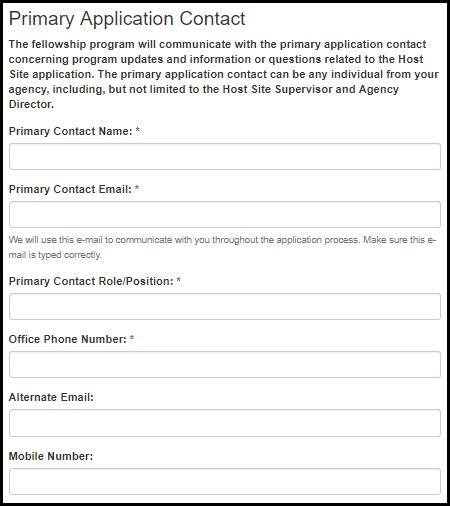 Primary Application Contact
The fellowship program will communicate with the primary application contact
concerning program updates and information or questions related to the Host
Site application. The primary application contact can be any individual from your
agency, including, but not limited to the Host Site Supervisor and Agency
Director.
Primary Contact Name: *
Primary Contact Email: *
We will use this e-mail to communicate with you throughout the application process. Make sure this e-
mail is typed correctly.
Primary Contact Role/Position: *
Office Phone Number: *
Alternate Email:
Mobile Number: